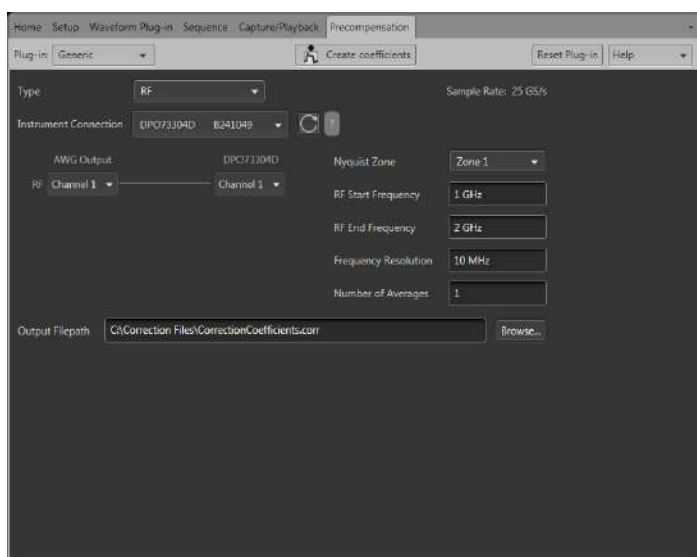 Home Setup Waveform Plug-in Sequence Capture/Playback Precompensation
Plug-in: Generic Create coefficients Reset Plug-in Help
Type RF Sample Rate: 25 GS/s
Instrument Connection DPO73304D B241049
AWG Output DPO73304D Nyquist Zone Zone 1
RF Channel 1 Channel 1
RF Start Frequency 1 GHz
RF End Frequency 2 GHz
Frequency Resolution 10 MHz
Number of Averages 1
Output Filepath C:\Correction Files\CorrectionCoefficients.corr Browse...